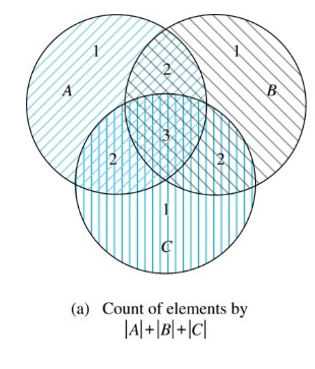 1 1
2
A B
3
2 2
1
C
(a) Count of elements by
|A|+|B|+|C|